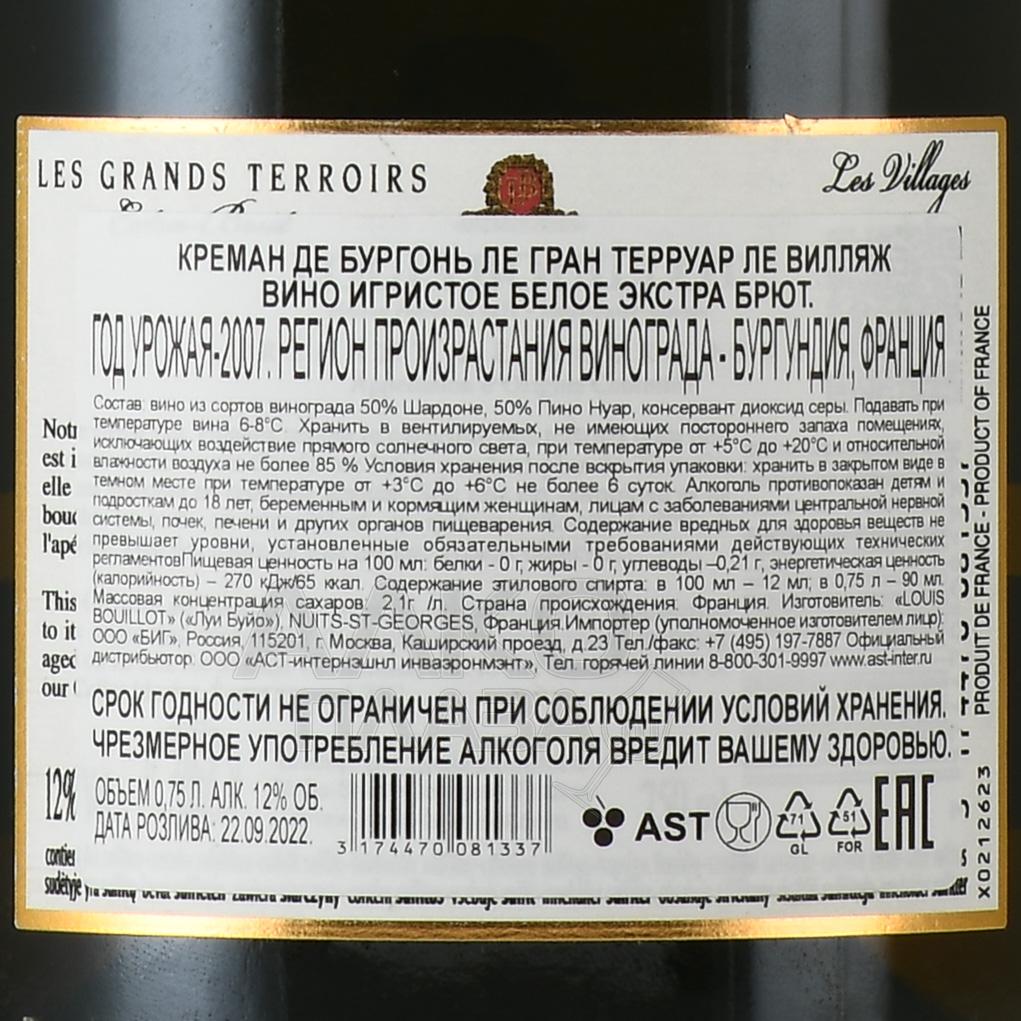 LES GRANDS TERROIRS
Les Villages
КРЕМАН ДЕ БУРГОНЬ ЛЕ ГРАН ТЕРРУАР ЛЕ ВИЛЛЯЖ
ВИНО ИГРИСТОЕ БЕЛОЕ ЭКСТРА БРЮТ.
ГОД УРОЖАЯ-2007. РЕГИОН ПРОИЗРАСТАНИЯ ВИНОГРАДА - БУРГУНДИЯ, ФРАНЦИЯ
Состав: вино из сортов винограда 50% Шардоне, 50% Пино Нуар, консервант диоксид серы. Подавать при
температуре вина 6-8°С. Хранить в вентилируемых, не имеющих постороннего запаха помещениях,
исключающих воздействие прямого солнечного света, при температуре от +5°С до +20°С и относительной
влажности воздуха не более 85 % Условия хранения после вскрытия упаковки: хранить в закрытом виде в
темном месте при температуре от +3°С до +6°С не более 6 суток. Алкоголь противопоказан детям и
подросткам до 18 лет, беременным и кормящим женщинам, лицам с заболеваниями центральной нервной
системы, почек, печени и других органов пищеварения. Содержание вредных для здоровья веществ не
превышает уровни, установленные обязательными требованиями действующих технических
регламентовПищевая ценность на 100 мл: белки - 0 г; жиры - 0 г, углеводы –0,21 г, энергетическая ценность
(калорийность) – 270 кДж/65 ккал. Содержание этилового спирта: в 100 мл – 12 мл; в 0,75 л – 90 мл.
Массовая концентрация сахаров: 2,1г /л. Страна происхождения: Франция. Изготовитель: «LOUIS
BOUILLOT» («Луи Буйо»), NUITS-ST-GEORGES, Франция.Импортер (уполномоченное изготовителем лицо):
ООО «БИГ», Россия, 115201, г. Москва, Каширский проезд, д.23 Тел./факс: +7 (495) 197-7887 Официальный
дистрибьютор: ООО «АСТ-интернэшнл инваэронмэнт», Тел. горячей линии 8-800-301-9997 www.ast-inter.ru
СРОК ГОДНОСТИ НЕ ОГРАНИЧЕН ПРИ СОБЛЮДЕНИИ УСЛОВИЙ ХРАНЕНИЯ.
ЧРЕЗМЕРНОЕ УПОТРЕБЛЕНИЕ АЛКОГОЛЯ ВРЕДИТ ВАШЕМУ ЗДОРОВЬЮ.
ОБЪЕМ 0,75 Л. АЛК. 12% ОБ.
ДАТА РОЗЛИВА: 22.09.2022.
3 174470 081337
AST
71
GL
51
FOR
EAC
12%
est i
elle
bouc
l'apé
This
to it
aged
our
PRODUIT DE FRANCE - PRODUCT OF FRANCE
X0212623